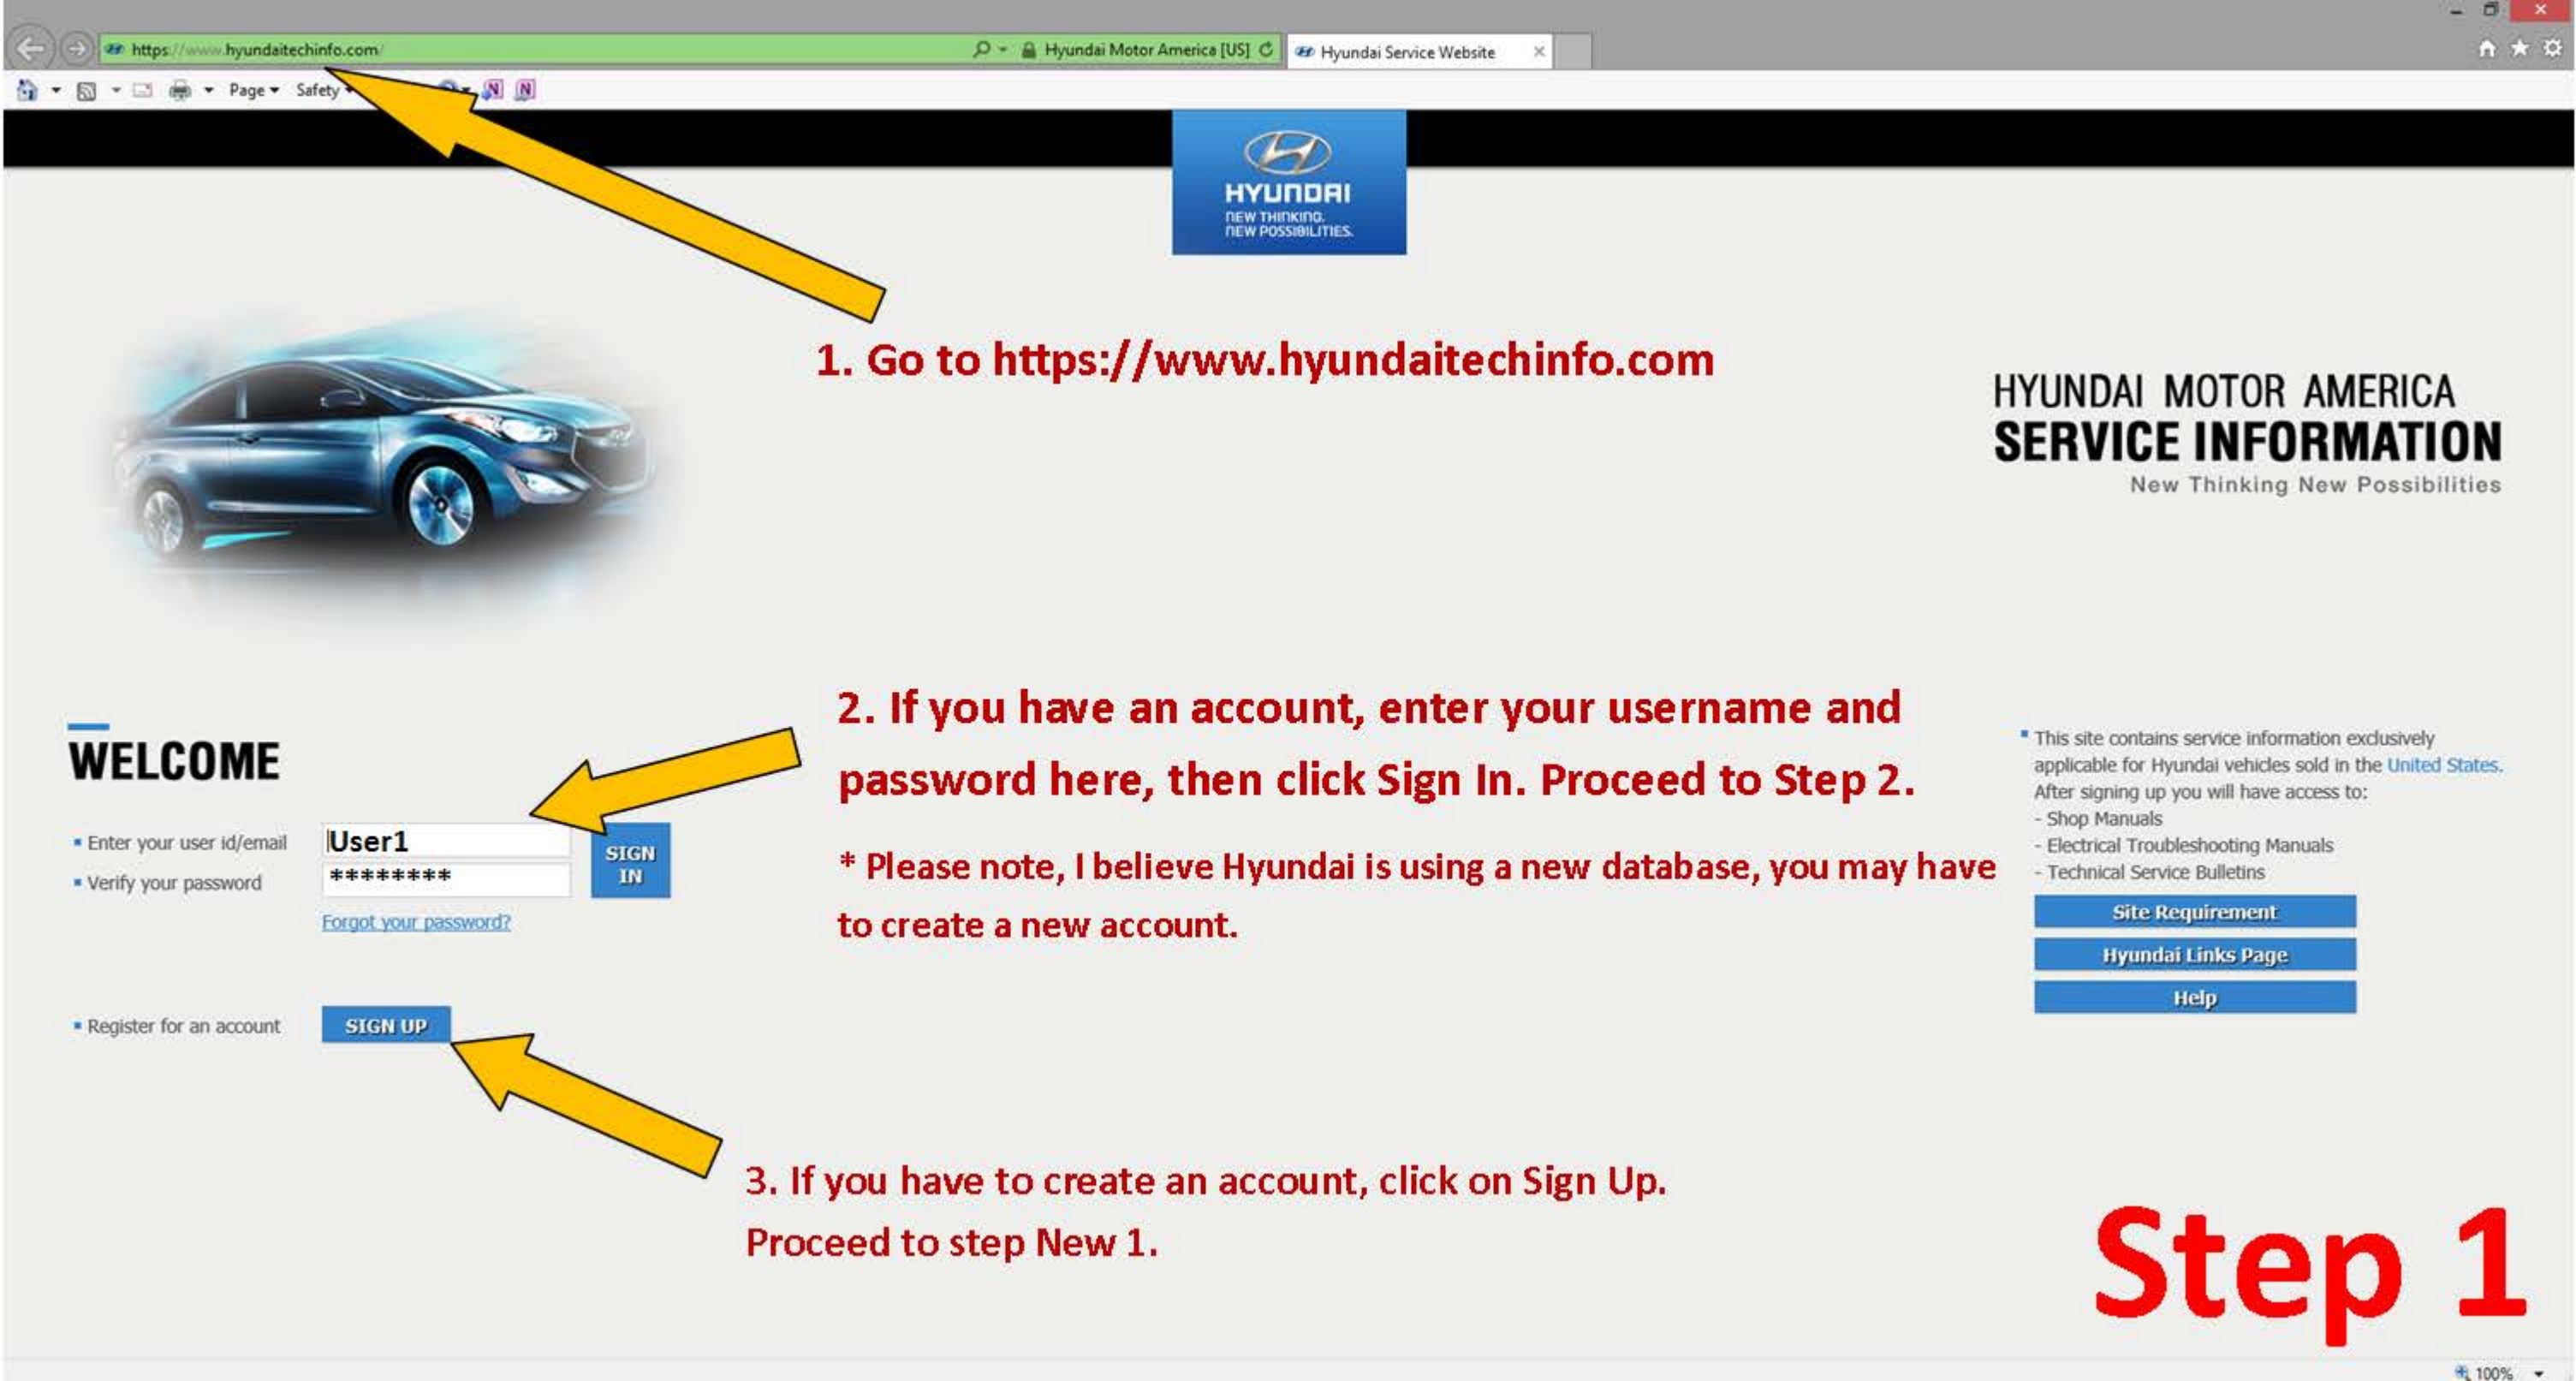 https://www.hyundaitechinfo.com/
Hyundai Motor America [US]
Hyundai Service Website
Page
Safety
HYUNDAI
NEW THINKING.
NEW POSSIBILITIES.
1. Go to https://www.hyundaitechinfo.com
HYUNDAI MOTOR AMERICA
SERVICE INFORMATION
New Thinking New Possibilities
2. If you have an account, enter your username and
password here, then click Sign In. Proceed to Step 2.
* Please note, I believe Hyundai is using a new database, you may have
to create a new account.
WELCOME
Enter your user id/email
User1
Verify your password
********
SIGN
IN
Forgot your password?
Register for an account
SIGN UP
This site contains service information exclusively
applicable for Hyundai vehicles sold in the United States.
After signing up you will have access to:
- Shop Manuals
- Electrical Troubleshooting Manuals
- Technical Service Bulletins
Site Requirement
Hyundai Links Page
Help
3. If you have to create an account, click on Sign Up.
Proceed to step New 1.
Step 1
100%